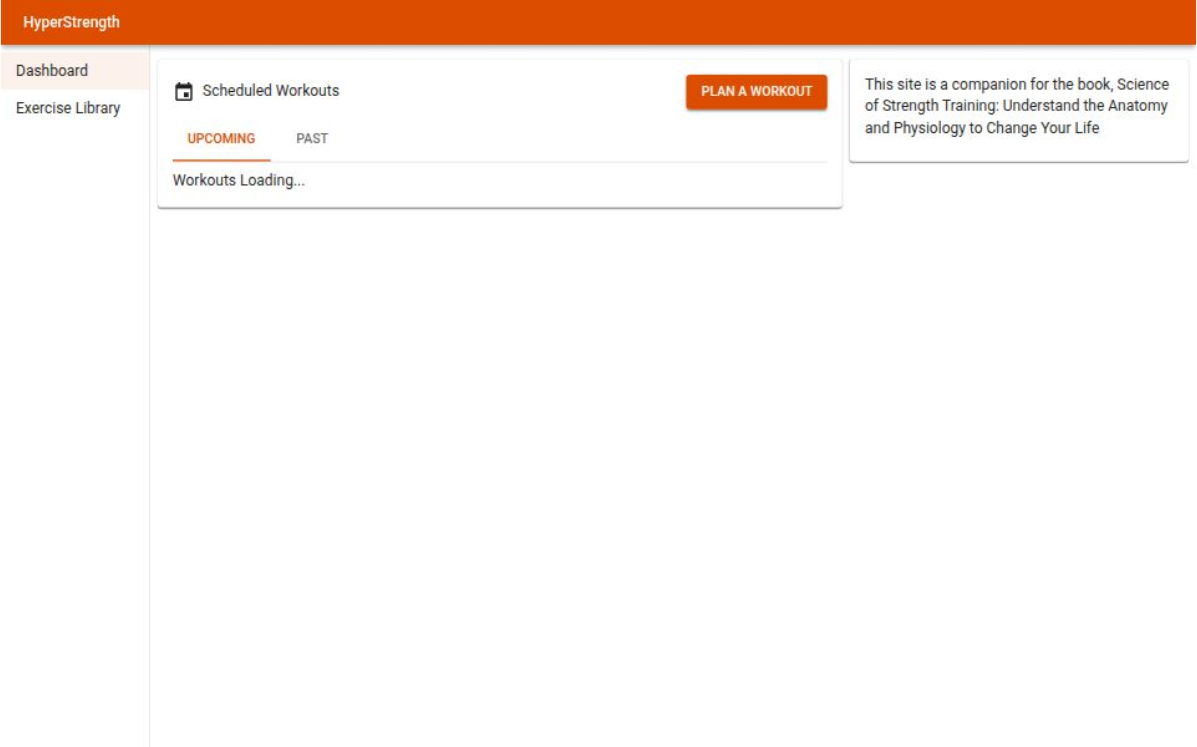 HyperStrength
Dashboard
Exercise Library
Scheduled Workouts
PLAN A WORKOUT
UPCOMING
PAST
Workouts Loading...
This site is a companion for the book, Science
of Strength Training: Understand the Anatomy
and Physiology to Change Your Life